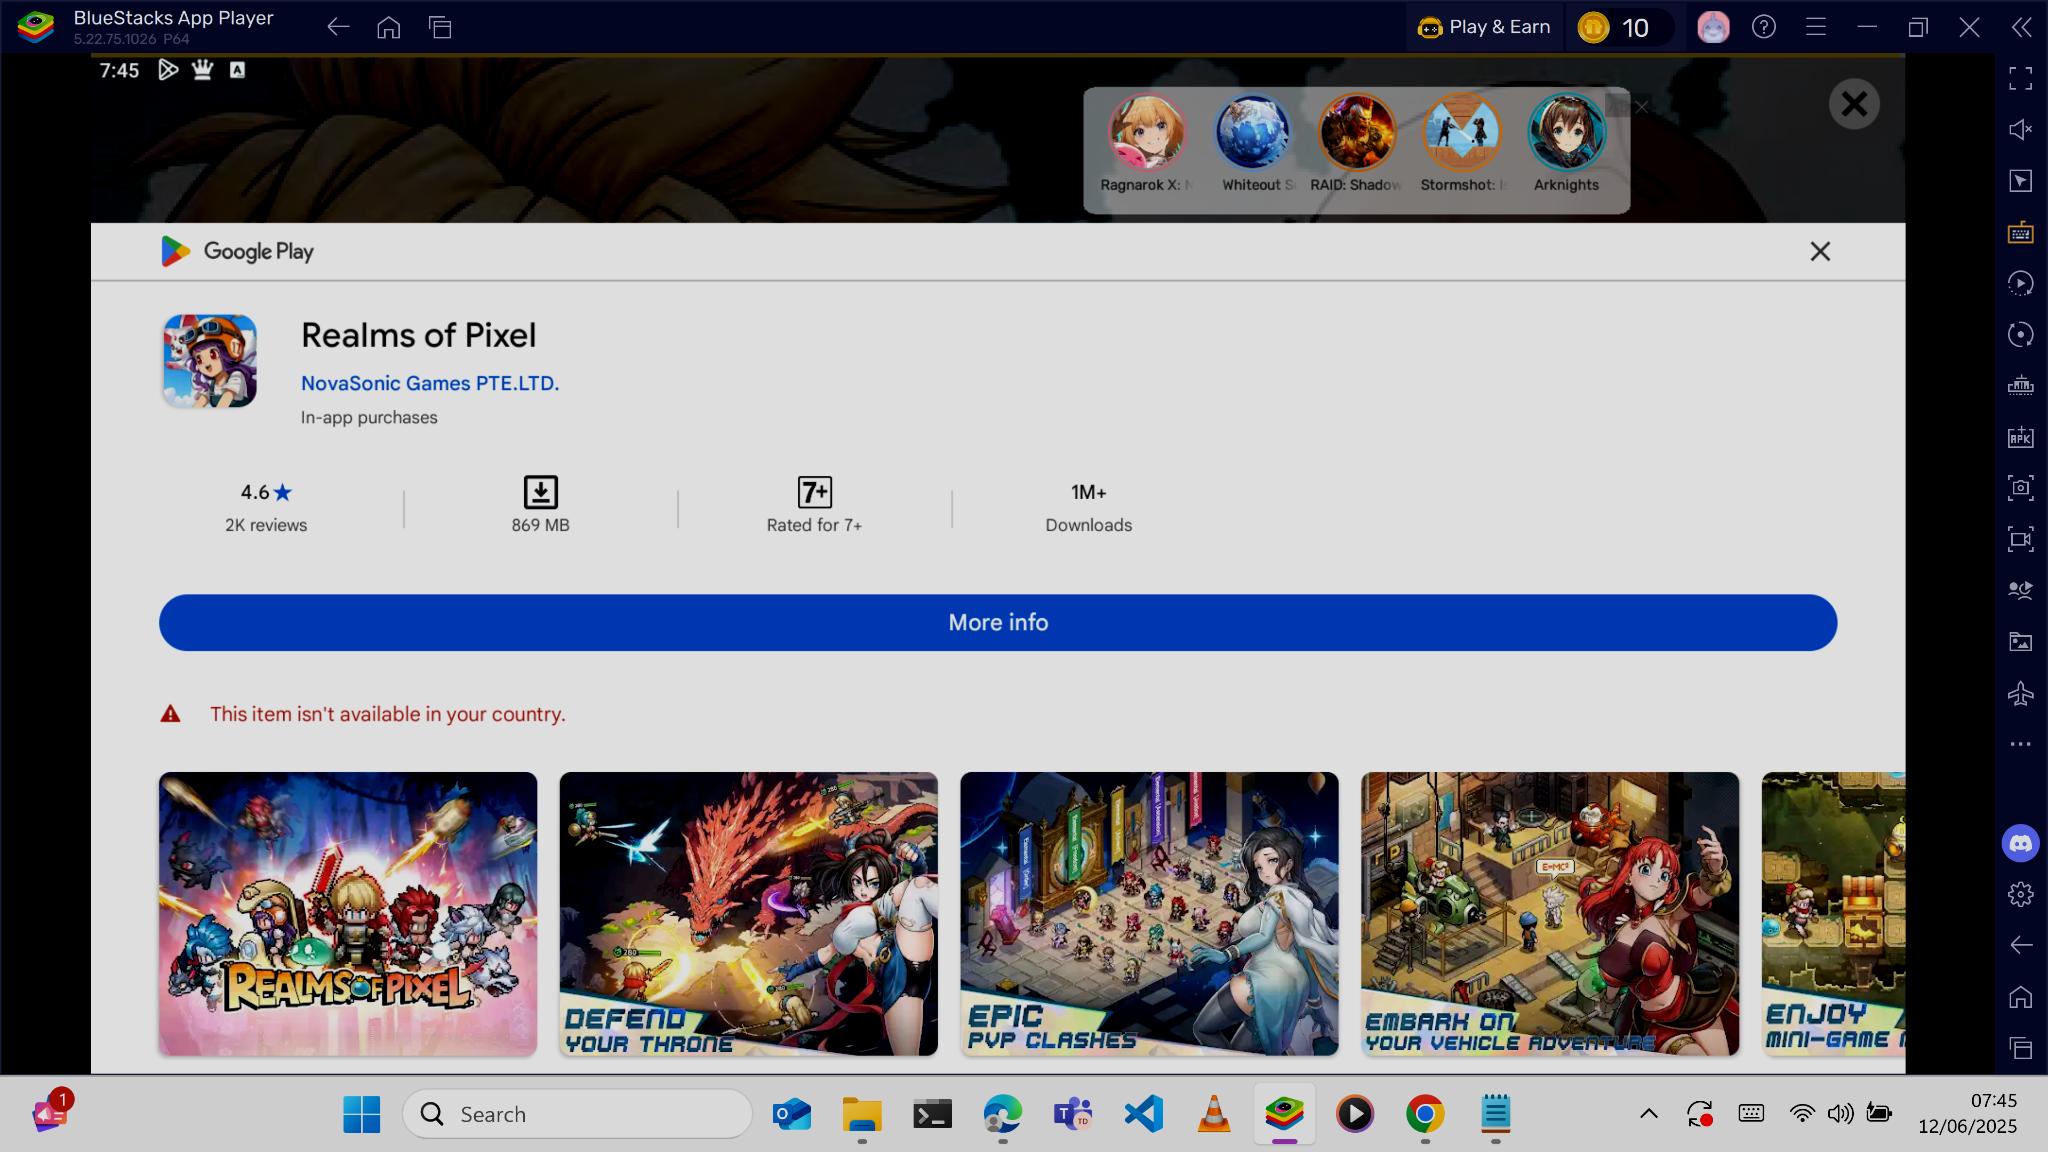 BlueStacks App Player
5.22.75.1026 P64
Play & Earn
10
7:45
Ragnarok X: N
Whiteout S
RAID: Shadow
Stormshot: I
Arknights
Google Play
Realms of Pixel
NovaSonic Games PTE.LTD.
In-app purchases
4.6★
2K reviews
869 MB
7+
Rated for 7+
1M+
Downloads
More info
This item isn't available in your country.
REALMS OF PIXEL
DEFEND
YOUR THRONE
EPIC
PVP CLASHES
E=MC²
EMBARK ON
YOUR VEHICLE ADVENTURE
ENJOY
MINI-GAME
APK
1
Search
TD
07:45
12/06/2025